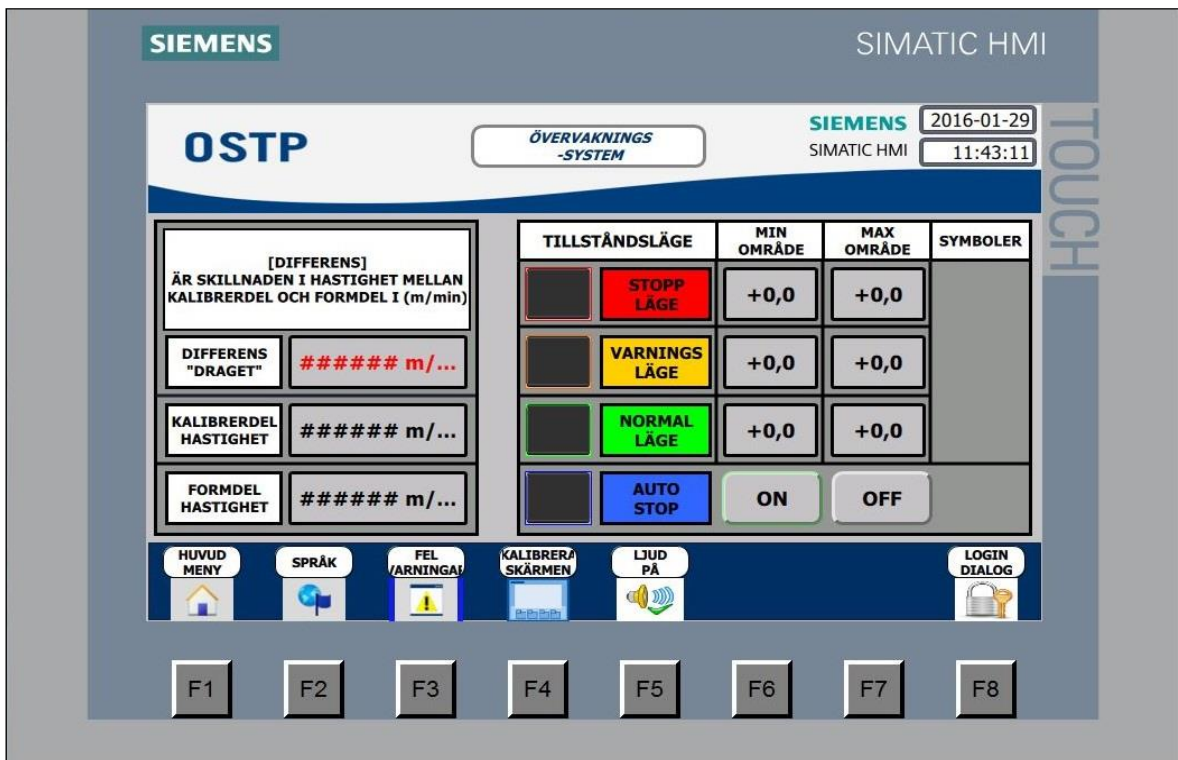 SIEMENS
SIMATIC HMI
TOUCH
OSTP
ÖVERVAKNINGS
-SYSTEM
SIEMENS
SIMATIC HMI
2016-01-29
11:43:11
[DIFFERENS]
ÄR SKILLNADEN I HASTIGHET MELLAN
KALIBRERDEL OCH FORMDEL I (m/min)
DIFFERENS
"DRAGET"
###### m/...
KALIBRERDEL
HASTIGHET
###### m/...
FORMDEL
HASTIGHET
###### m/...
TILLSTÅNDSLÄGE
MIN
OMRÅDE
MAX
OMRÅDE
SYMBOLER
STOPP
LÄGE
+0,0
+0,0
VARNINGS
LÄGE
+0,0
+0,0
NORMAL
LÄGE
+0,0
+0,0
AUTO
STOP
ON
OFF
HUVUD
MENY
SPRÅK
FEL
VARNINGAR
KALIBRERA
SKÄRMEN
LJUD
PÅ
LOGIN
DIALOG
F1
F2
F3
F4
F5
F6
F7
F8